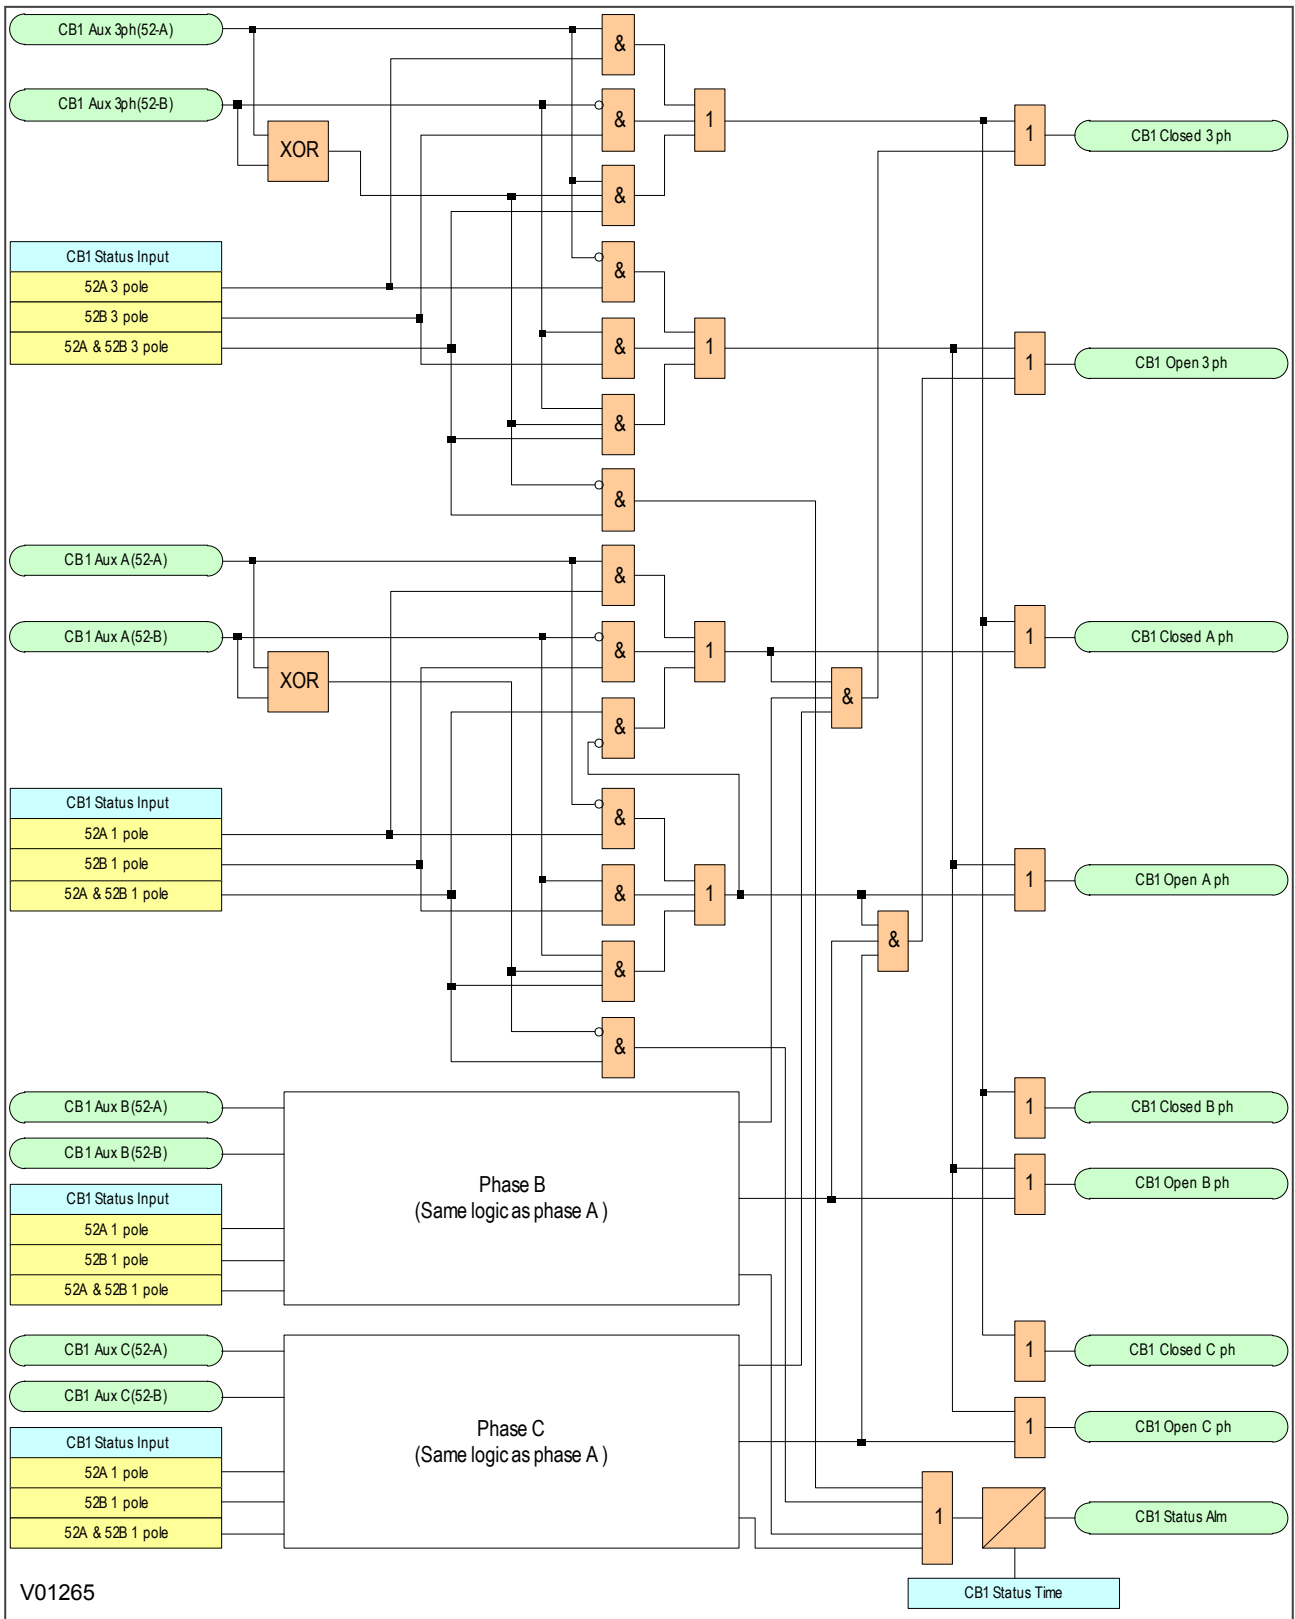 CB1 Aux 3ph(52-A)
&
CB1 Aux 3ph(52-B)
&
1
1
CB1 Closed 3 ph
XOR
&
CB1 Status Input
&
52A 3 pole
52B 3 pole
52A & 52B 3 pole
&
1
1
CB1 Open 3 ph
&
&
CB1 Aux A(52-A)
&
CB1 Aux A(52-B)
&
1
1
CB1 Closed A ph
XOR
&
&
CB1 Status Input
52A 1 pole
&
52B 1 pole
52A & 52B 1 pole
&
1
1
CB1 Open A ph
&
&
&
CB1 Aux B(52-A)
1
CB1 Closed B ph
CB1 Aux B(52-B)
Phase B
(Same logic as phase A )
1
CB1 Open B ph
CB1 Status Input
52A 1 pole
52B 1 pole
52A & 52B 1 pole
CB1 Aux C(52-A)
1
CB1 Closed C ph
CB1 Aux C(52-B)
Phase C
(Same logic as phase A )
1
CB1 Open C ph
CB1 Status Input
52A 1 pole
52B 1 pole
52A & 52B 1 pole
1
CB1 Status Alm
CB1 Status Time
V01265